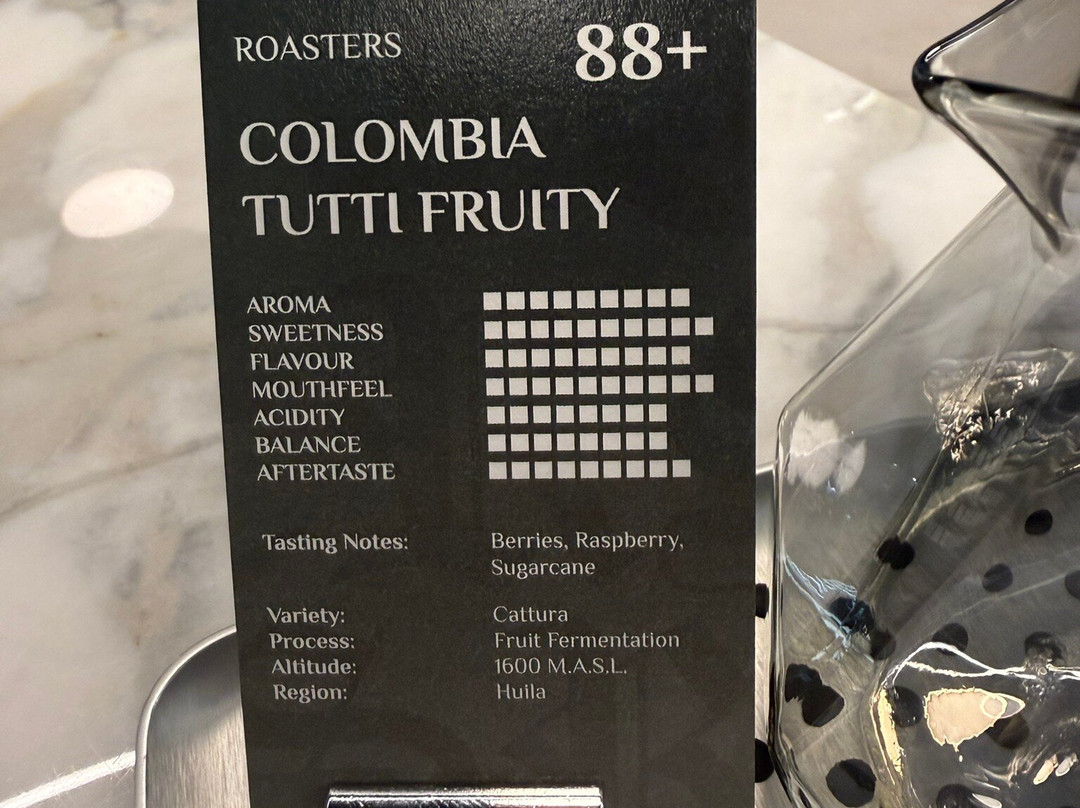 ROASTERS 88+
COLOMBIA
TUTTI FRUITY
AROMA
SWEETNESS
FLAVOUR
MOUTHFEEL
ACIDITY
BALANCE
AFTERTASTE
Tasting Notes: Berries, Raspberry,
Sugarcane
Variety: Cattura
Process: Fruit Fermentation
Altitude: 1600 M.A.S.L.
Region: Huila